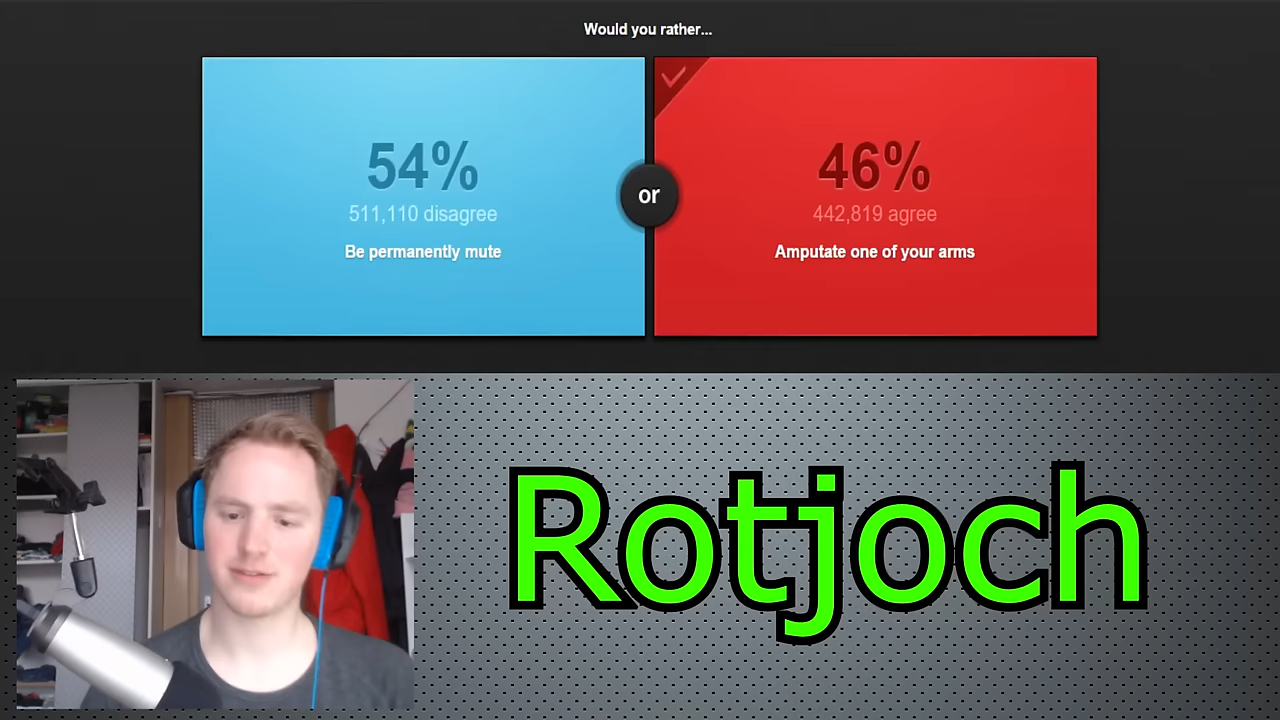 Would you rather...
54%
511,110 disagree
Be permanently mute
or
46%
442,819 agree
Amputate one of your arms
Rotjoch